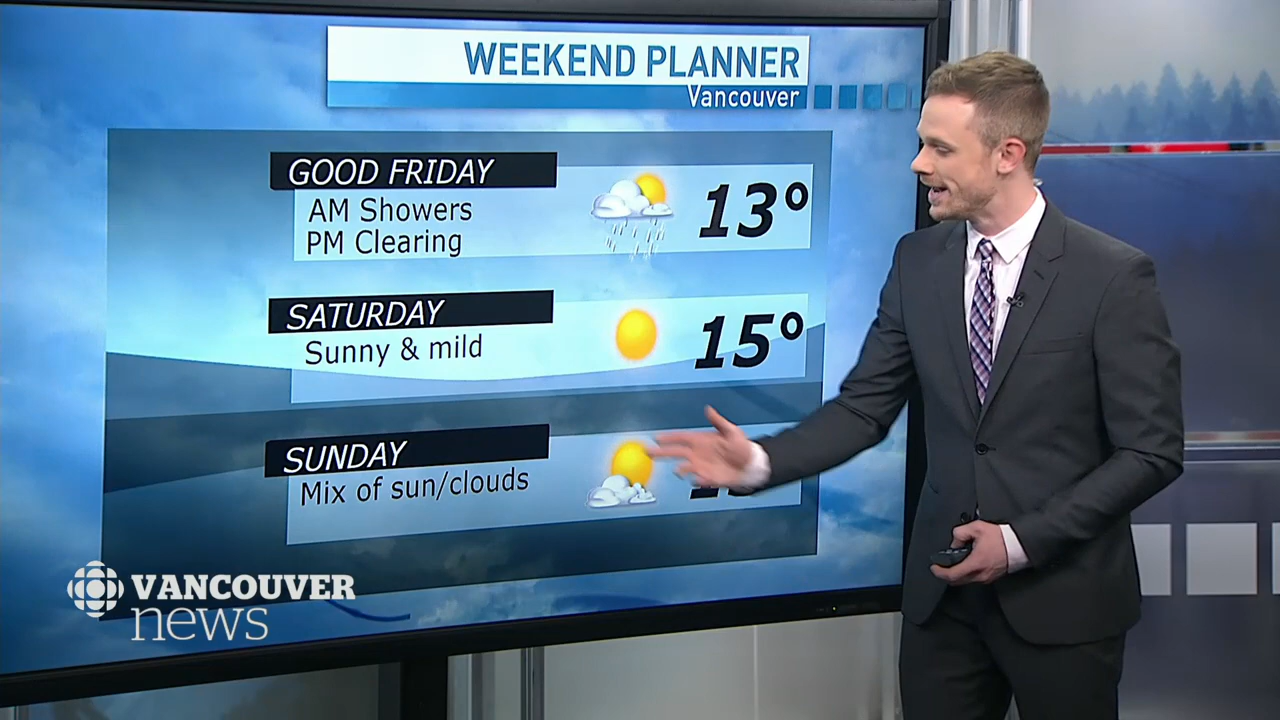 WEEKEND PLANNER
Vancouver
GOOD FRIDAY
AM Showers
PM Clearing
13°
SATURDAY
Sunny & mild
15°
SUNDAY
Mix of sun/clouds
VANCOUVER
news